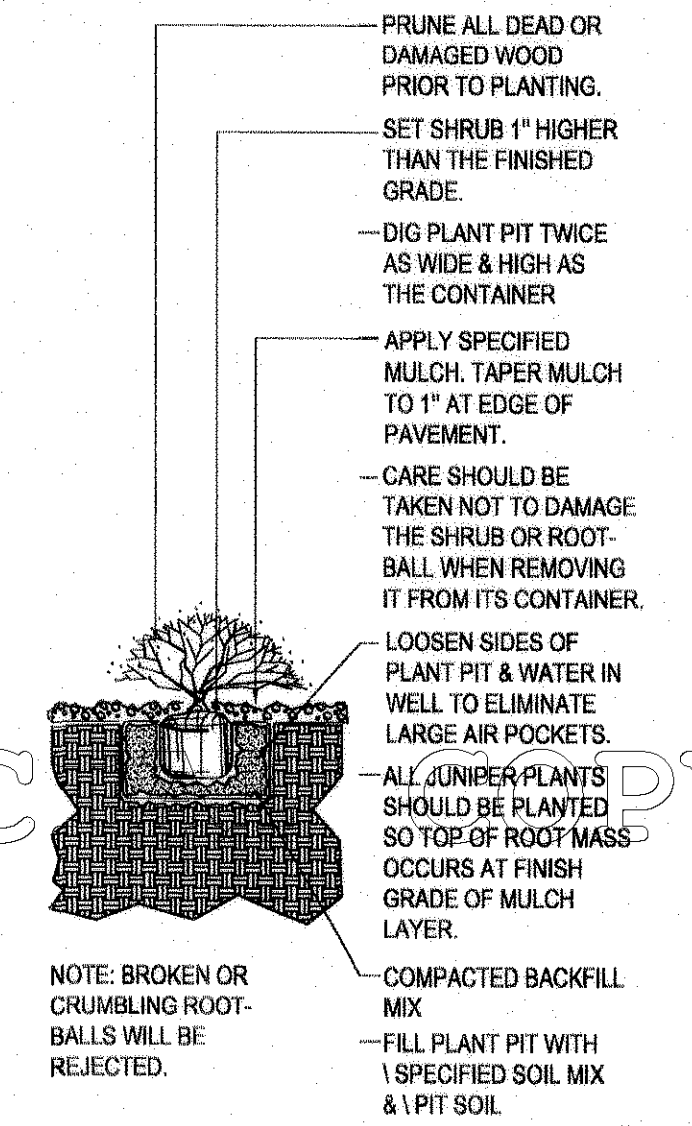 PRUNE ALL DEAD OR
DAMAGED WOOD
PRIOR TO PLANTING.
SET SHRUB 1" HIGHER
THAN THE FINISHED
GRADE.
DIG PLANT PIT TWICE
AS WIDE & HIGH AS
THE CONTAINER
APPLY SPECIFIED
MULCH. TAPER MULCH
TO 1" AT EDGE OF
PAVEMENT.
CARE SHOULD BE
TAKEN NOT TO DAMAGE
THE SHRUB OR ROOT-
BALL WHEN REMOVING
IT FROM ITS CONTAINER.
LOOSEN SIDES OF
PLANT PIT & WATER IN
WELL TO ELIMINATE
LARGE AIR POCKETS.
ALL JUNIPER PLANTS
SHOULD BE PLANTED
SO TOP OF ROOT MASS
OCCURS AT FINISH
GRADE OF MULCH
LAYER.
COMPACTED BACKFILL
MIX
FILL PLANT PIT WITH
\ SPECIFIED SOIL MIX
& \ PIT SOIL
NOTE: BROKEN OR
CRUMBLING ROOT-
BALLS WILL BE
REJECTED.
C COPY